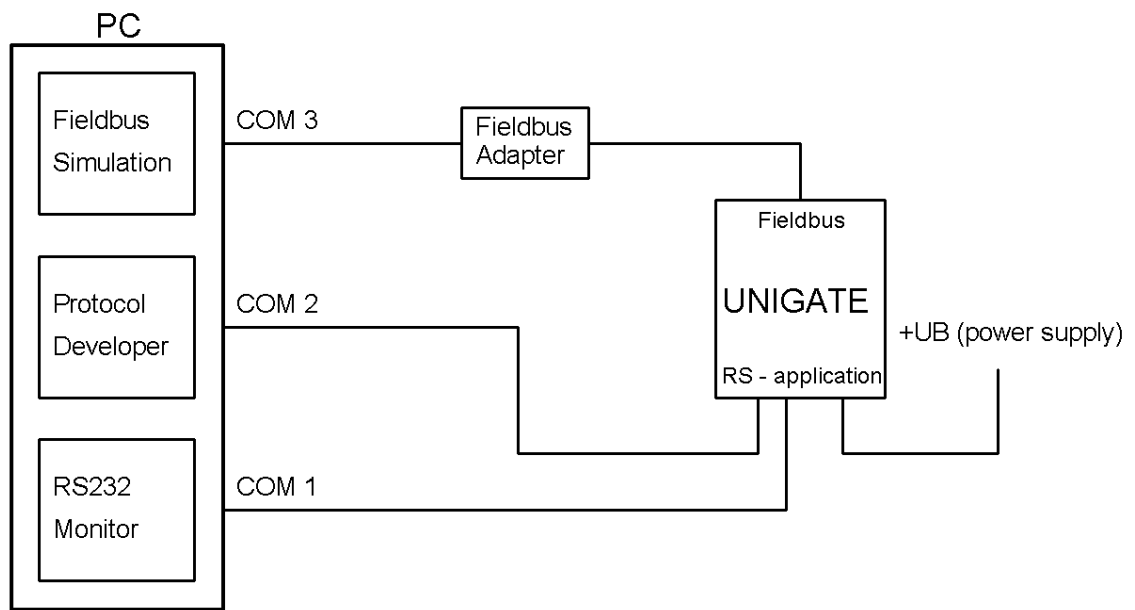 PC
Fieldbus
Simulation
COM 3
Fieldbus
Adapter
Fieldbus
UNIGATE
RS - application
+UB (power supply)
Protocol
Developer
COM 2
RS232
Monitor
COM 1